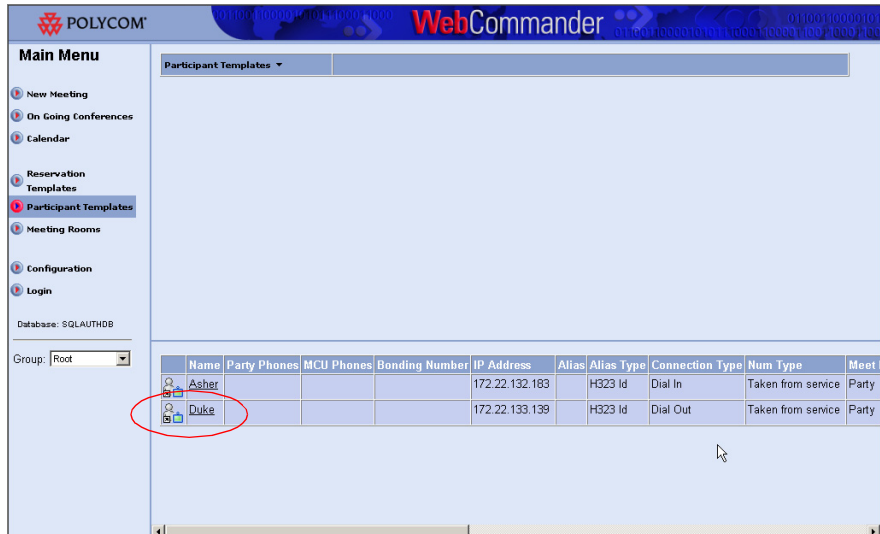 POLYCOM
WebCommander
Main Menu
Participant Templates
New Meeting
On Going Conferences
Calendar
Reservation
Templates
Participant Templates
Meeting Rooms
Configuration
Login
Database: SQLAUTHDB
Group: Root
Name Party Phones MCU Phones Bonding Number IP Address Alias Alias Type Connection Type Num Type Meet
Asher 172.22.132.183 H323 Id Dial In Taken from service Party
Duke 172.22.133.139 H323 Id Dial Out Taken from service Party